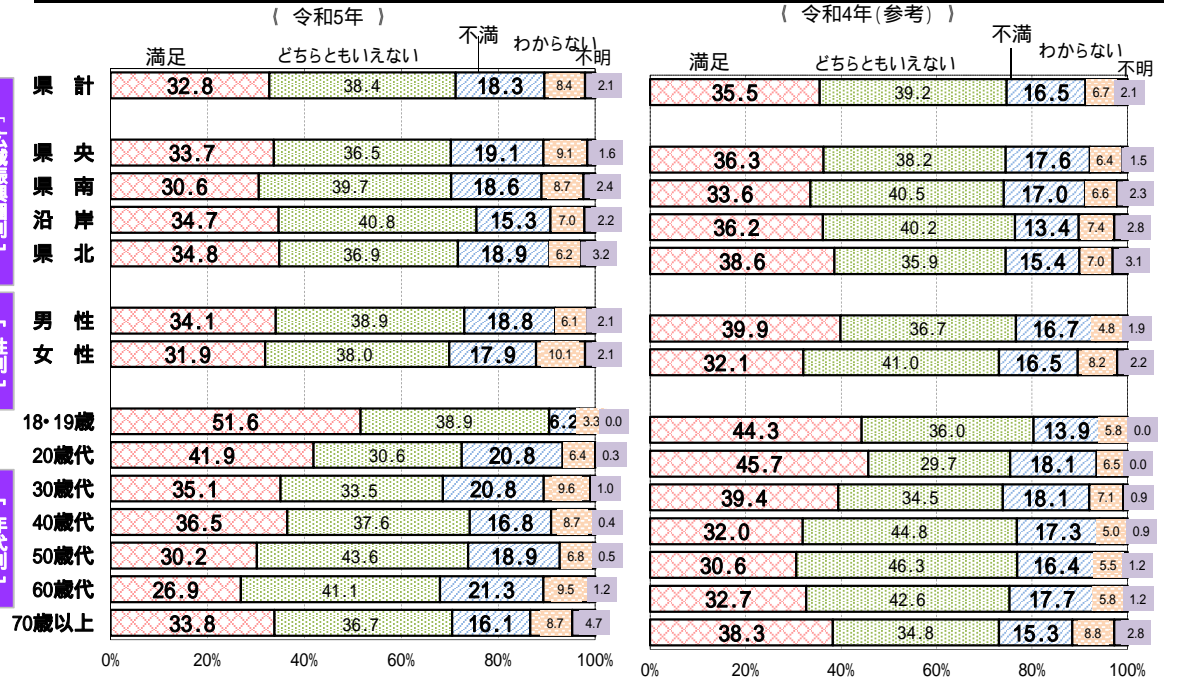 《 令和5年 》
《 令和4年(参考) 》
満足 どちらともいえない 不満 わからない 不明
満足 どちらともいえない 不満 わからない 不明
県 計 32.8 38.4 18.3 8.4 2.1 35.5 39.2 16.5 6.7 2.1
県 央 33.7 36.5 19.1 9.1 1.6 36.3 38.2 17.6 6.4 1.5
県 南 30.6 39.7 18.6 8.7 2.4 33.6 40.5 17.0 6.6 2.3
沿 岸 34.7 40.8 15.3 7.0 2.2 36.2 40.2 13.4 7.4 2.8
県 北 34.8 36.9 18.9 6.2 3.2 38.6 35.9 15.4 7.0 3.1
男 性 34.1 38.9 18.8 6.1 2.1 39.9 36.7 16.7 4.8 1.9
女 性 31.9 38.0 17.9 10.1 2.1 32.1 41.0 16.5 8.2 2.2
18・19歳 51.6 38.9 6.2 3.3 0.0 44.3 36.0 13.9 5.8 0.0
20歳代 41.9 30.6 20.8 6.4 0.3 45.7 29.7 18.1 6.5 0.0
30歳代 35.1 33.5 20.8 9.6 1.0 39.4 34.5 18.1 7.1 0.9
40歳代 36.5 37.6 16.8 8.7 0.4 32.0 44.8 17.3 5.0 0.9
50歳代 30.2 43.6 18.9 6.8 0.5 30.6 46.3 16.4 5.5 1.2
60歳代 26.9 41.1 21.3 9.5 1.2 32.7 42.6 17.7 5.8 1.2
70歳以上 33.8 36.7 16.1 8.7 4.7 38.3 34.8 15.3 8.8 2.8
0% 20% 40% 60% 80% 100%
0% 20% 40% 60% 80% 100%